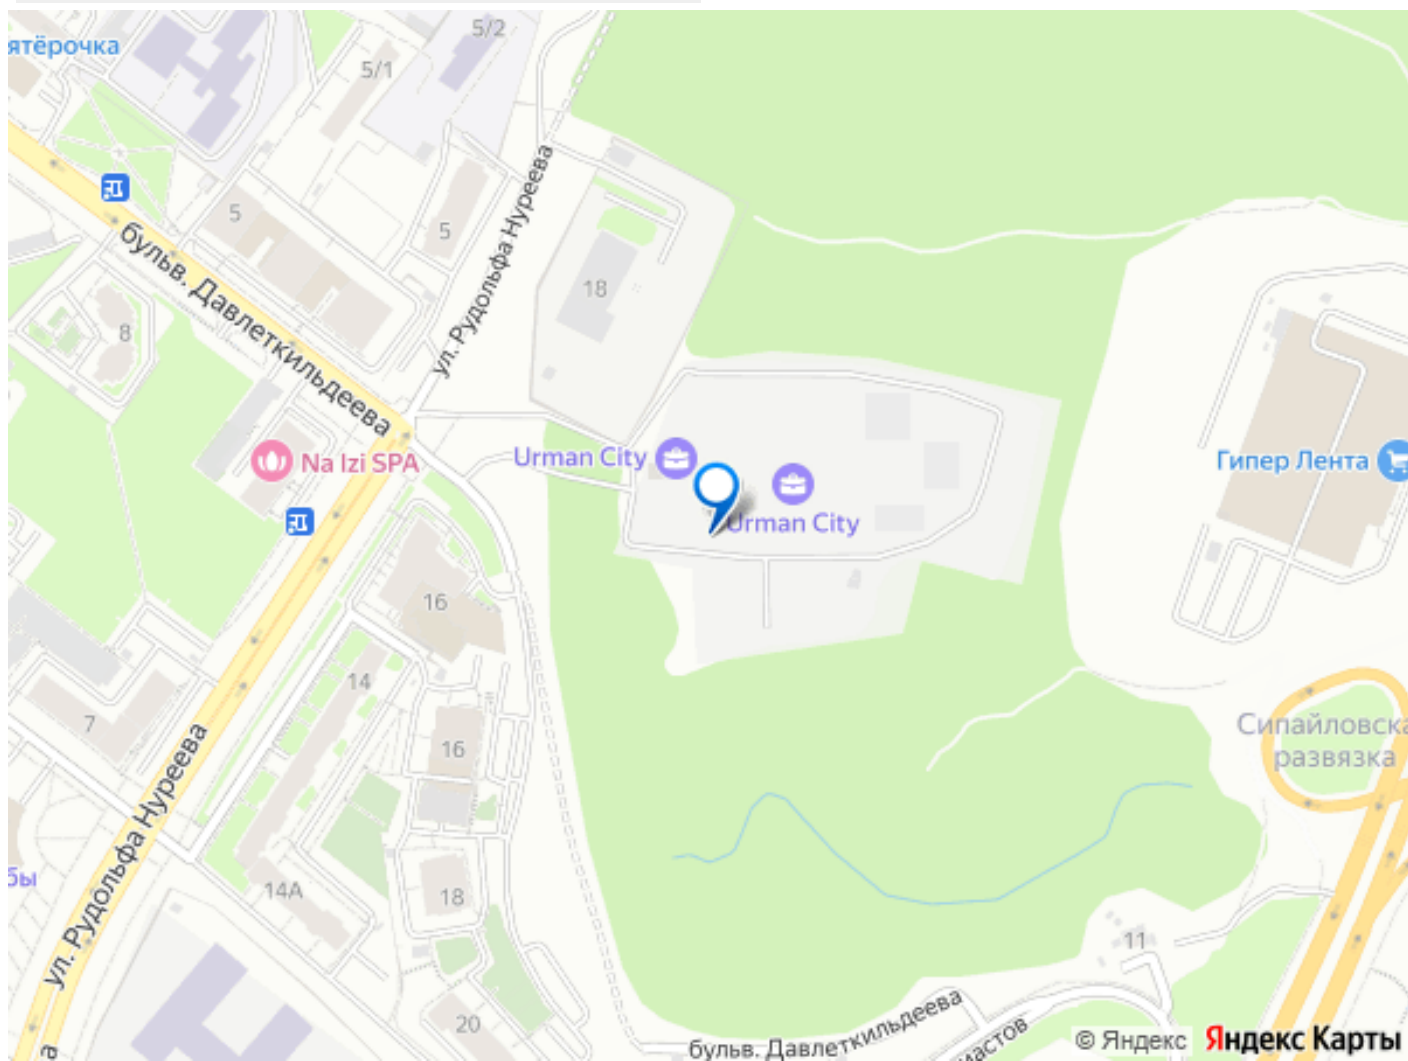 5/2
ятёрочка
5/1
5
5
18
ул. Рудольфа Нуреева
бульв. Давлеткильдеева
8
Na Izi SPA
Urman City
Urman City
Гипер Лента
16
14
7
16
Сипайловска
развязка
ул. Рудольфа Нуреева
бы
14А
18
11
20
бульв. Давлеткильдеева
мастов
а
© Яндекс Яндекс Карты